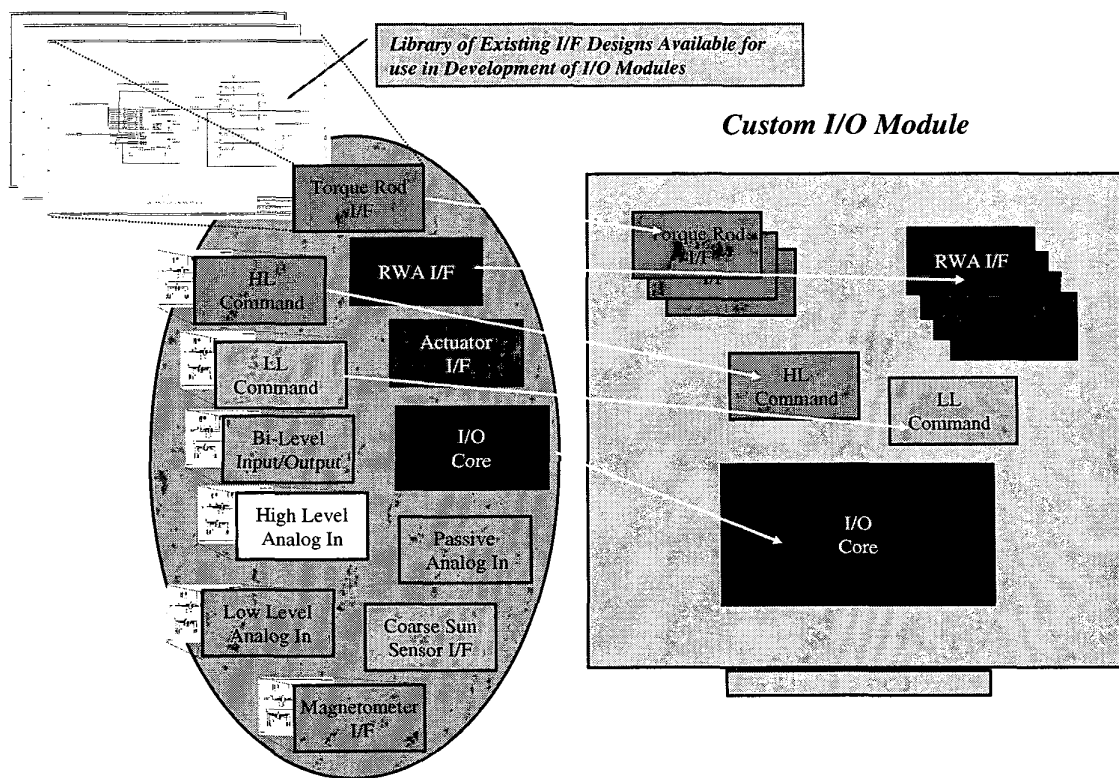 Library of Existing I/F Designs Available for
use in Development of I/O Modules
Custom I/O Module
Torque Rod
I/F
RWA I/F
HL
Command
Actuator
I/F
LL
Command
Bi-Level
Input/Output
I/O
Core
High Level
Analog In
Passive
Analog In
Low Level
Analog In
Coarse Sun
Sensor I/F
Magnetometer
I/F
Torque Rod
I/F
I/F
RWA I/F
HL
Command
LL
Command
I/O
Core